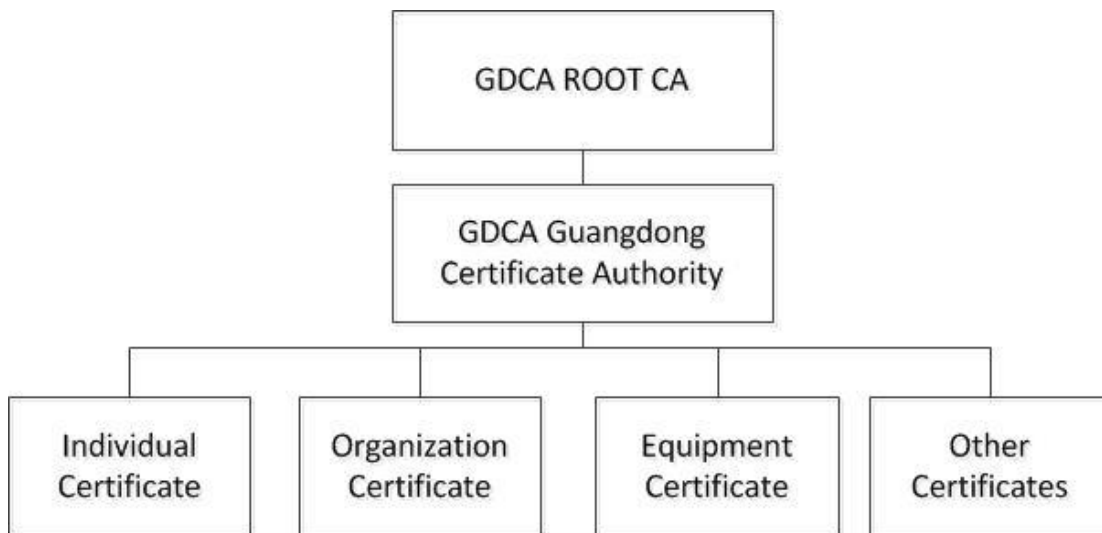 GDCA ROOT CA
GDCA Guangdong
Certificate Authority
Individual
Certificate
Organization
Certificate
Equipment
Certificate
Other
Certificates